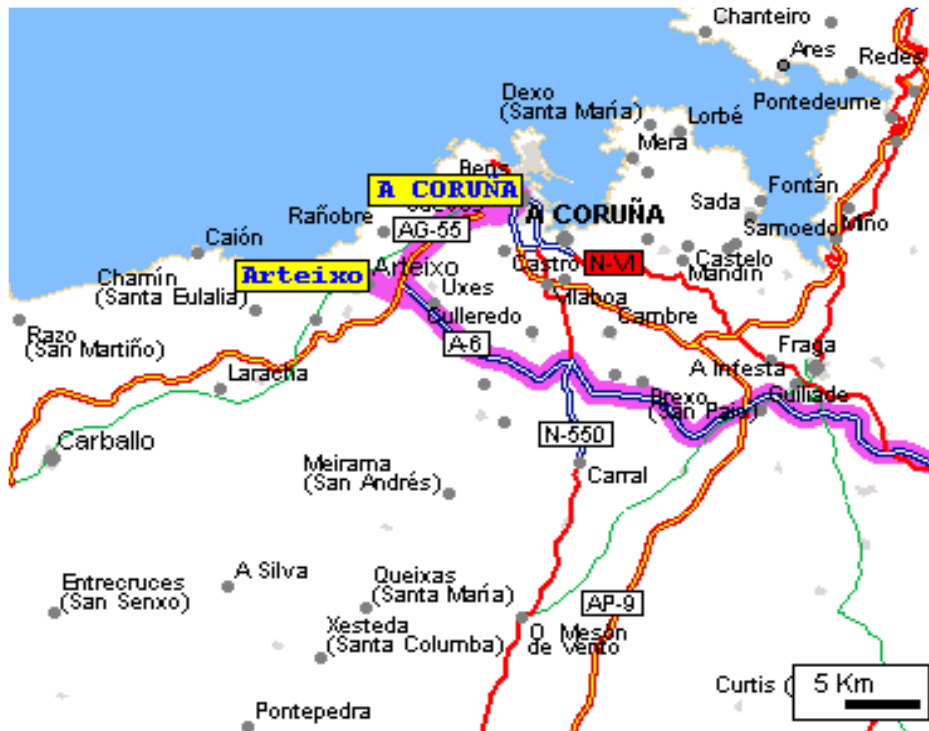 Chanteiro
Ares
Redes
Dexo
(Santa María)
Pontedeume
Lorbé
Mera
Bens
A CORUÑA
Fontán
Sada
Rañobre
A CORUÑA
Samoedo
Miño
AG-55
Caión
Castro
N-VI
Castelo
Mandín
Arteixo
Arteixo
Chamín
(Santa Eulalia)
Uxes
Vilaboa
Culleredo
Cambre
Razo
(San Martiño)
A-6
Fraga
A Infesta
Laracha
Guiliade
Brexo
(San Paio)
Carballo
N-550
Meirama
(San Andrés)
Carral
A Silva
Queixas
(Santa María)
Entrecruces
(San Senxo)
AP-9
Xesteda
(Santa Columba)
O Mesón
de Vento
Curtis (
5 Km
Pontepedra